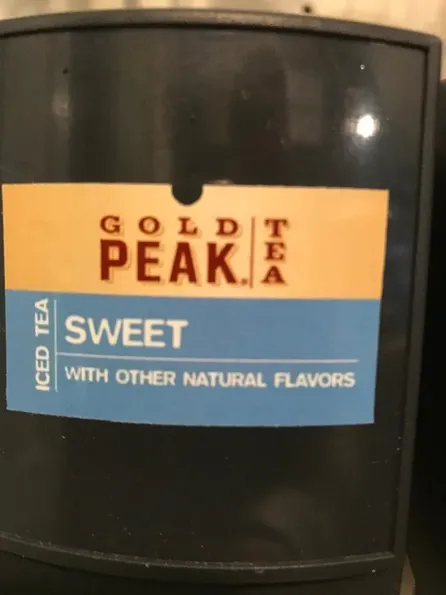 GOLD TEA
PEAK.
ICED TEA
SWEET
WITH OTHER NATURAL FLAVORS